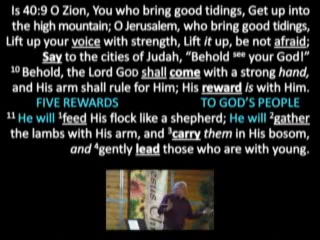 Is 40:9 O Zion, You who bring good tidings, Get up into
the high mountain; O Jerusalem, who bring good tidings,
Lift up your voice with strength, Lift it up, be not afraid;
Say to the cities of Judah, "Behold see your God!"
10 Behold, the Lord GOD shall come with a strong hand,
and His arm shall rule for Him; His reward is with Him.
FIVE REWARDS TO GOD'S PEOPLE
11 He will 1feed His flock like a shepherd; He will 2gather
the lambs with His arm, and 3carry them in His bosom,
and 4gently lead those who are with young.